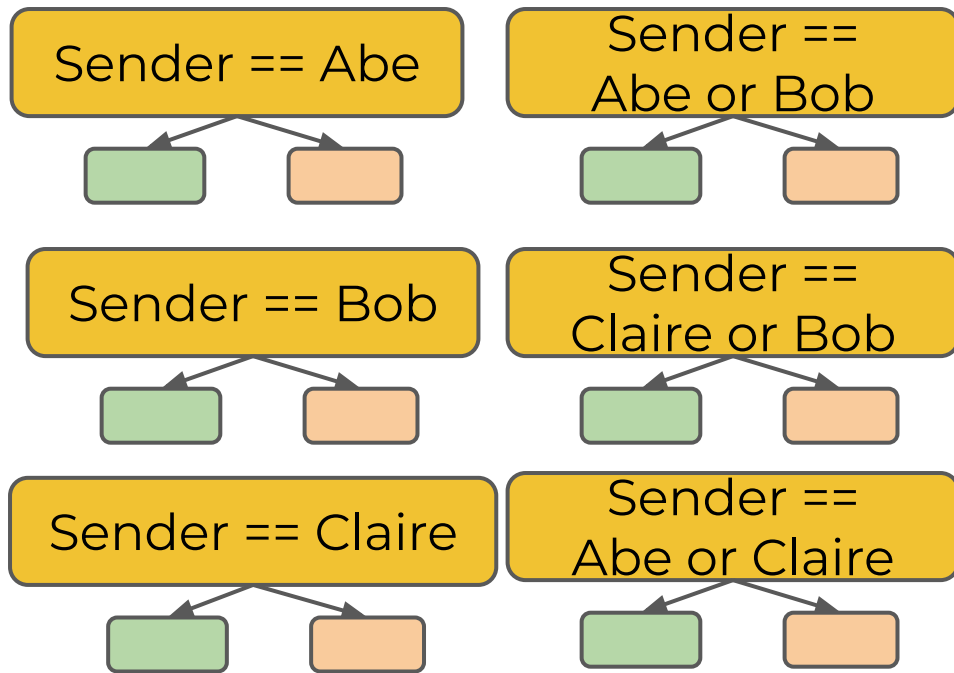 Sender == Abe
Sender ==
Abe or Bob
Sender == Bob
Sender ==
Claire or Bob
Sender == Claire
Sender ==
Abe or Claire